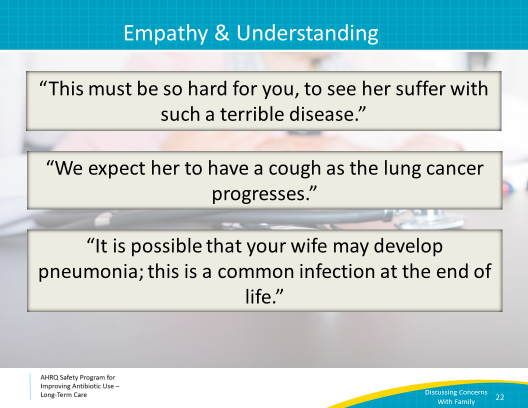 Empathy & Understanding
“This must be so hard for you, to see her suffer with
such a terrible disease.”
“We expect her to have a cough as the lung cancer
progresses.”
“It is possible that your wife may develop
pneumonia; this is a common infection at the end of
life.”
AHRQ Safety Program for
Improving Antibiotic Use –
Long-Term Care
Discussing Concerns
With Family
22